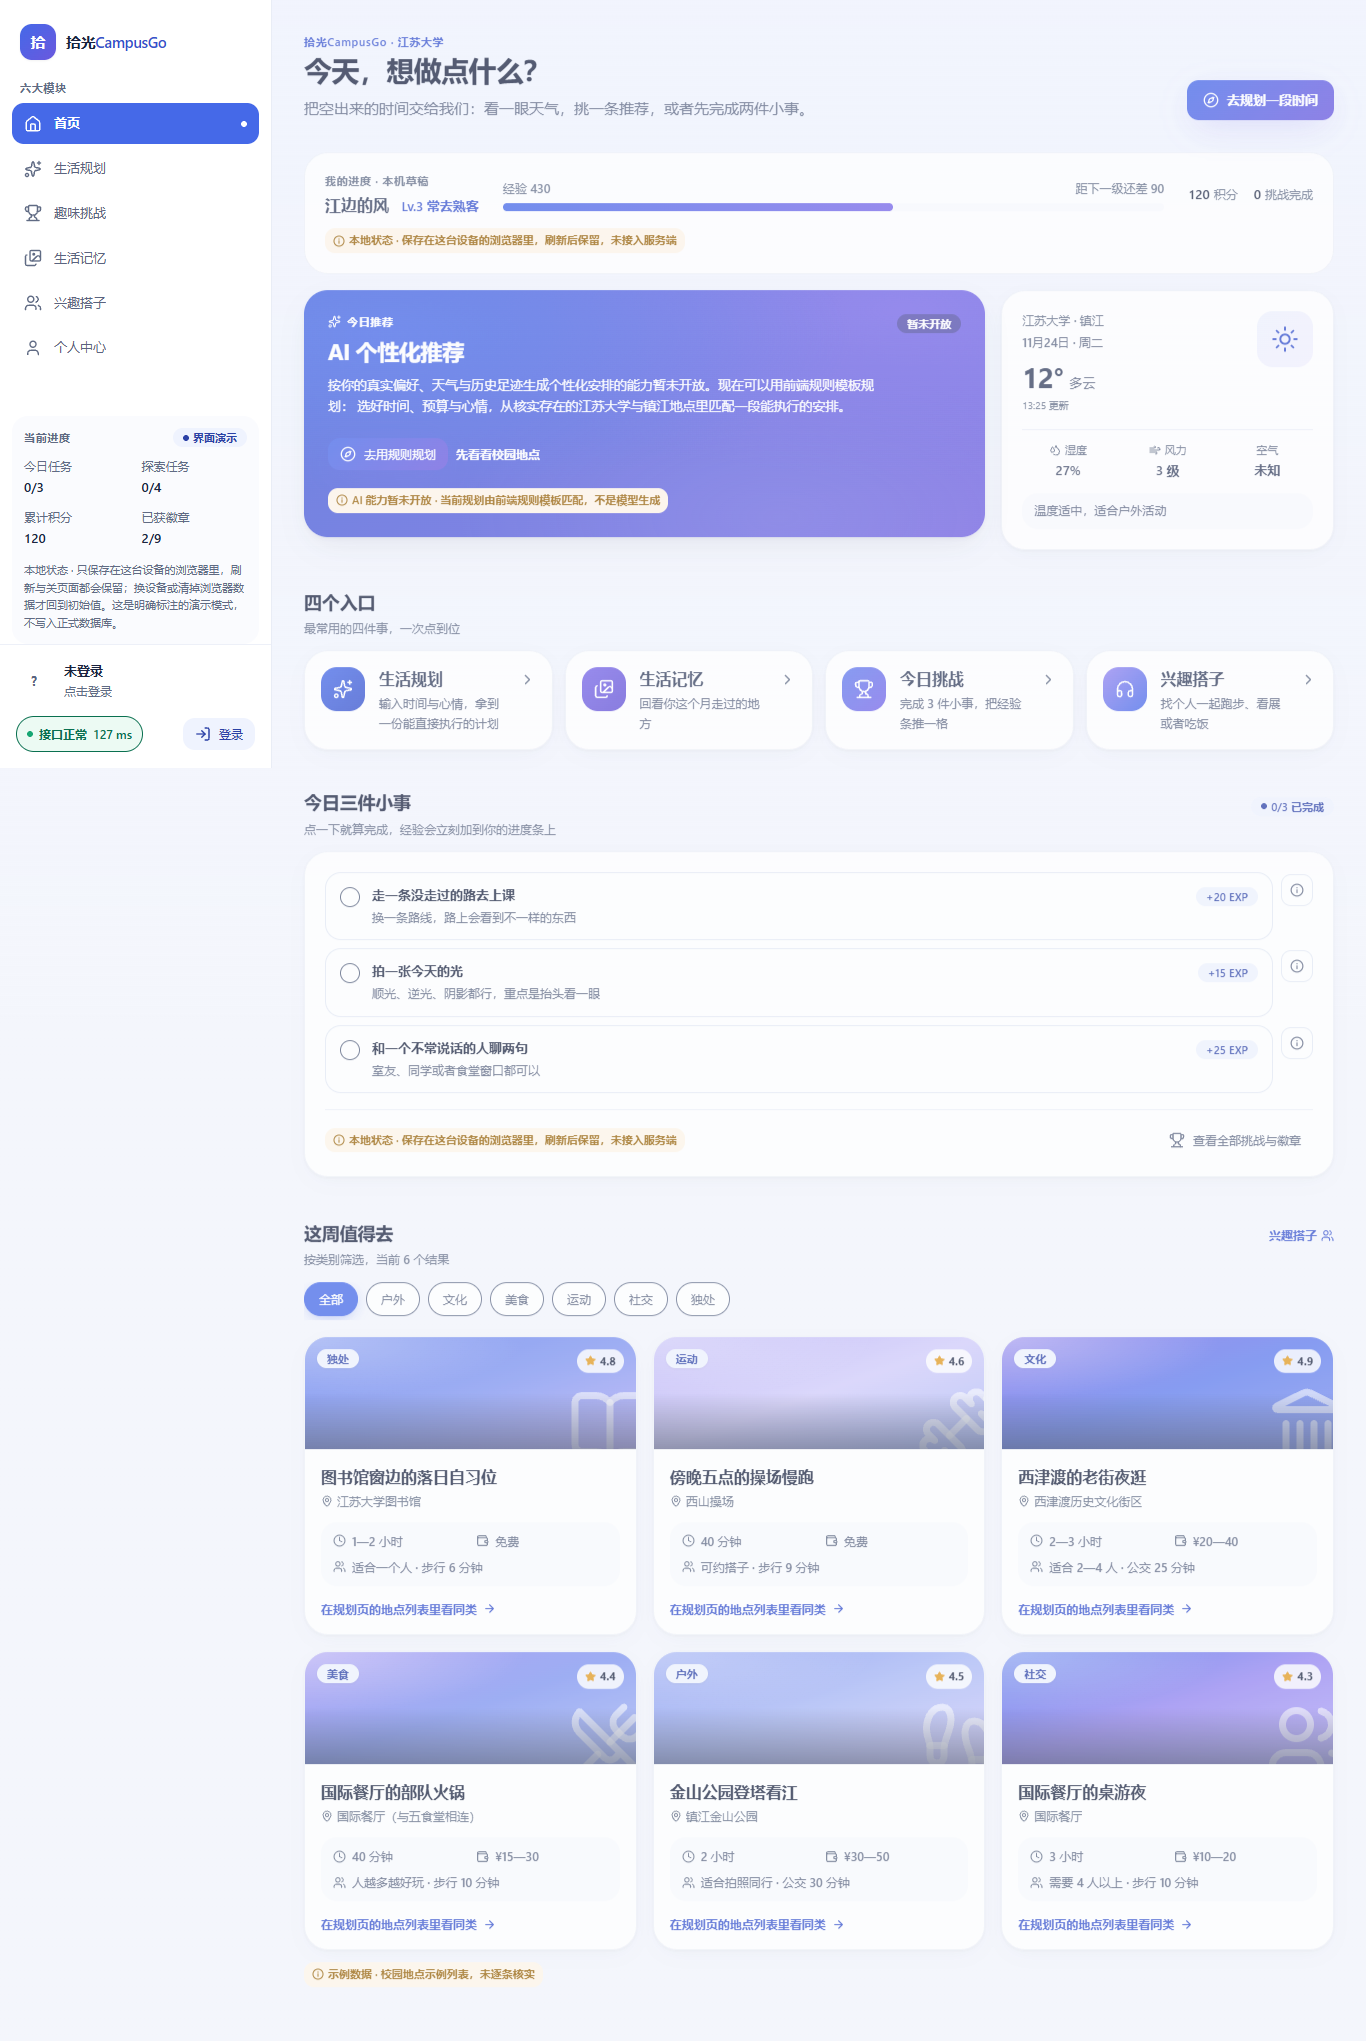 拾 拾光CampusGo
六大模块
首页
生活规划
趣味挑战
生活记忆
兴趣搭子
个人中心
当前进度 界面演示
今日任务 探索任务
0/3 0/4
累计积分 已获徽章
120 2/9
本地状态 · 只保存在这台设备的浏览器里，刷
新与关页面都会保留；换设备或清掉浏览器数
据才回到初始值。这是明确标注的演示模式，
不写入正式数据库。
? 未登录
点击登录
接口正常 127 ms 登录
拾光CampusGo · 江苏大学
今天，想做点什么？
把空出来的时间交给我们：看一眼天气，挑一条推荐，或者先完成两件小事。
去规划一段时间
我的进度 · 本机草稿
江边的风 Lv.3 常去熟客
经验 430 距下一级还差 90
120 积分 0 挑战完成
本地状态 · 保存在这台设备的浏览器里，刷新后保留，未接入服务端
今日推荐 暂未开放
AI 个性化推荐
按你的真实偏好、天气与历史足迹生成个性化安排的能力暂未开放。现在可以用前端规则模板规
划： 选好时间、预算与心情，从核实存在的江苏大学与镇江地点里匹配一段能执行的安排。
去用规则规划 先看看校园地点
AI 能力暂未开放 · 当前规划由前端规则模板匹配，不是模型生成
江苏大学 · 镇江
11月24日 · 周二
12° 多云
13:25 更新
湿度 风力 空气
27% 3 级 未知
温度适中，适合户外活动
四个入口
最常用的四件事，一次点到位
生活规划
输入时间与心情，拿到
一份能直接执行的计划
生活记忆
回看你这个月走过的地
方
今日挑战
完成 3 件小事，把经验
条推一格
兴趣搭子
找个人一起跑步、看展
或者吃饭
今日三件小事 0/3 已完成
点一下就算完成，经验会立刻加到你的进度条上
走一条没走过的路去上课 +20 EXP
换一条路线，路上会看到不一样的东西
拍一张今天的光 +15 EXP
顺光、逆光、阴影都行，重点是抬头看一眼
和一个不常说话的人聊两句 +25 EXP
室友、同学或者食堂窗口都可以
本地状态 · 保存在这台设备的浏览器里，刷新后保留，未接入服务端
查看全部挑战与徽章
这周值得去 兴趣搭子
按类别筛选，当前 6 个结果
全部 户外 文化 美食 运动 社交 独处
独处 4.8
图书馆窗边的落日自习位
江苏大学图书馆
1—2 小时 免费
适合一个人 · 步行 6 分钟
在规划页的地点列表里看同类
运动 4.6
傍晚五点的操场慢跑
西山操场
40 分钟 免费
可约搭子 · 步行 9 分钟
在规划页的地点列表里看同类
文化 4.9
西津渡的老街夜逛
西津渡历史文化街区
2—3 小时 ¥20—40
适合 2—4 人 · 公交 25 分钟
在规划页的地点列表里看同类
美食 4.4
国际餐厅的部队火锅
国际餐厅（与五食堂相连）
40 分钟 ¥15—30
人越多越好玩 · 步行 10 分钟
在规划页的地点列表里看同类
户外 4.5
金山公园登塔看江
镇江金山公园
2 小时 ¥30—50
适合拍照同行 · 公交 30 分钟
在规划页的地点列表里看同类
社交 4.3
国际餐厅的桌游夜
国际餐厅
3 小时 ¥10—20
需要 4 人以上 · 步行 10 分钟
在规划页的地点列表里看同类
示例数据 · 校园地点示例列表，未逐条核实